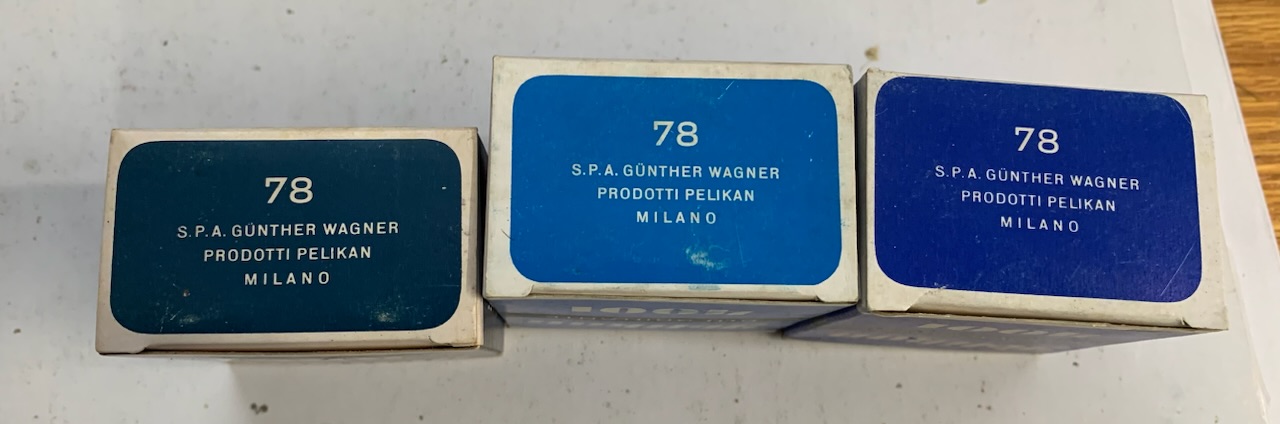 78
S.P.A. GÜNTHER WAGNER
PRODOTTI PELIKAN
MILANO
78
S.P.A. GÜNTHER WAGNER
PRODOTTI PELIKAN
MILANO
78
S.P.A. GÜNTHER WAGNER
PRODOTTI PELIKAN
MILANO